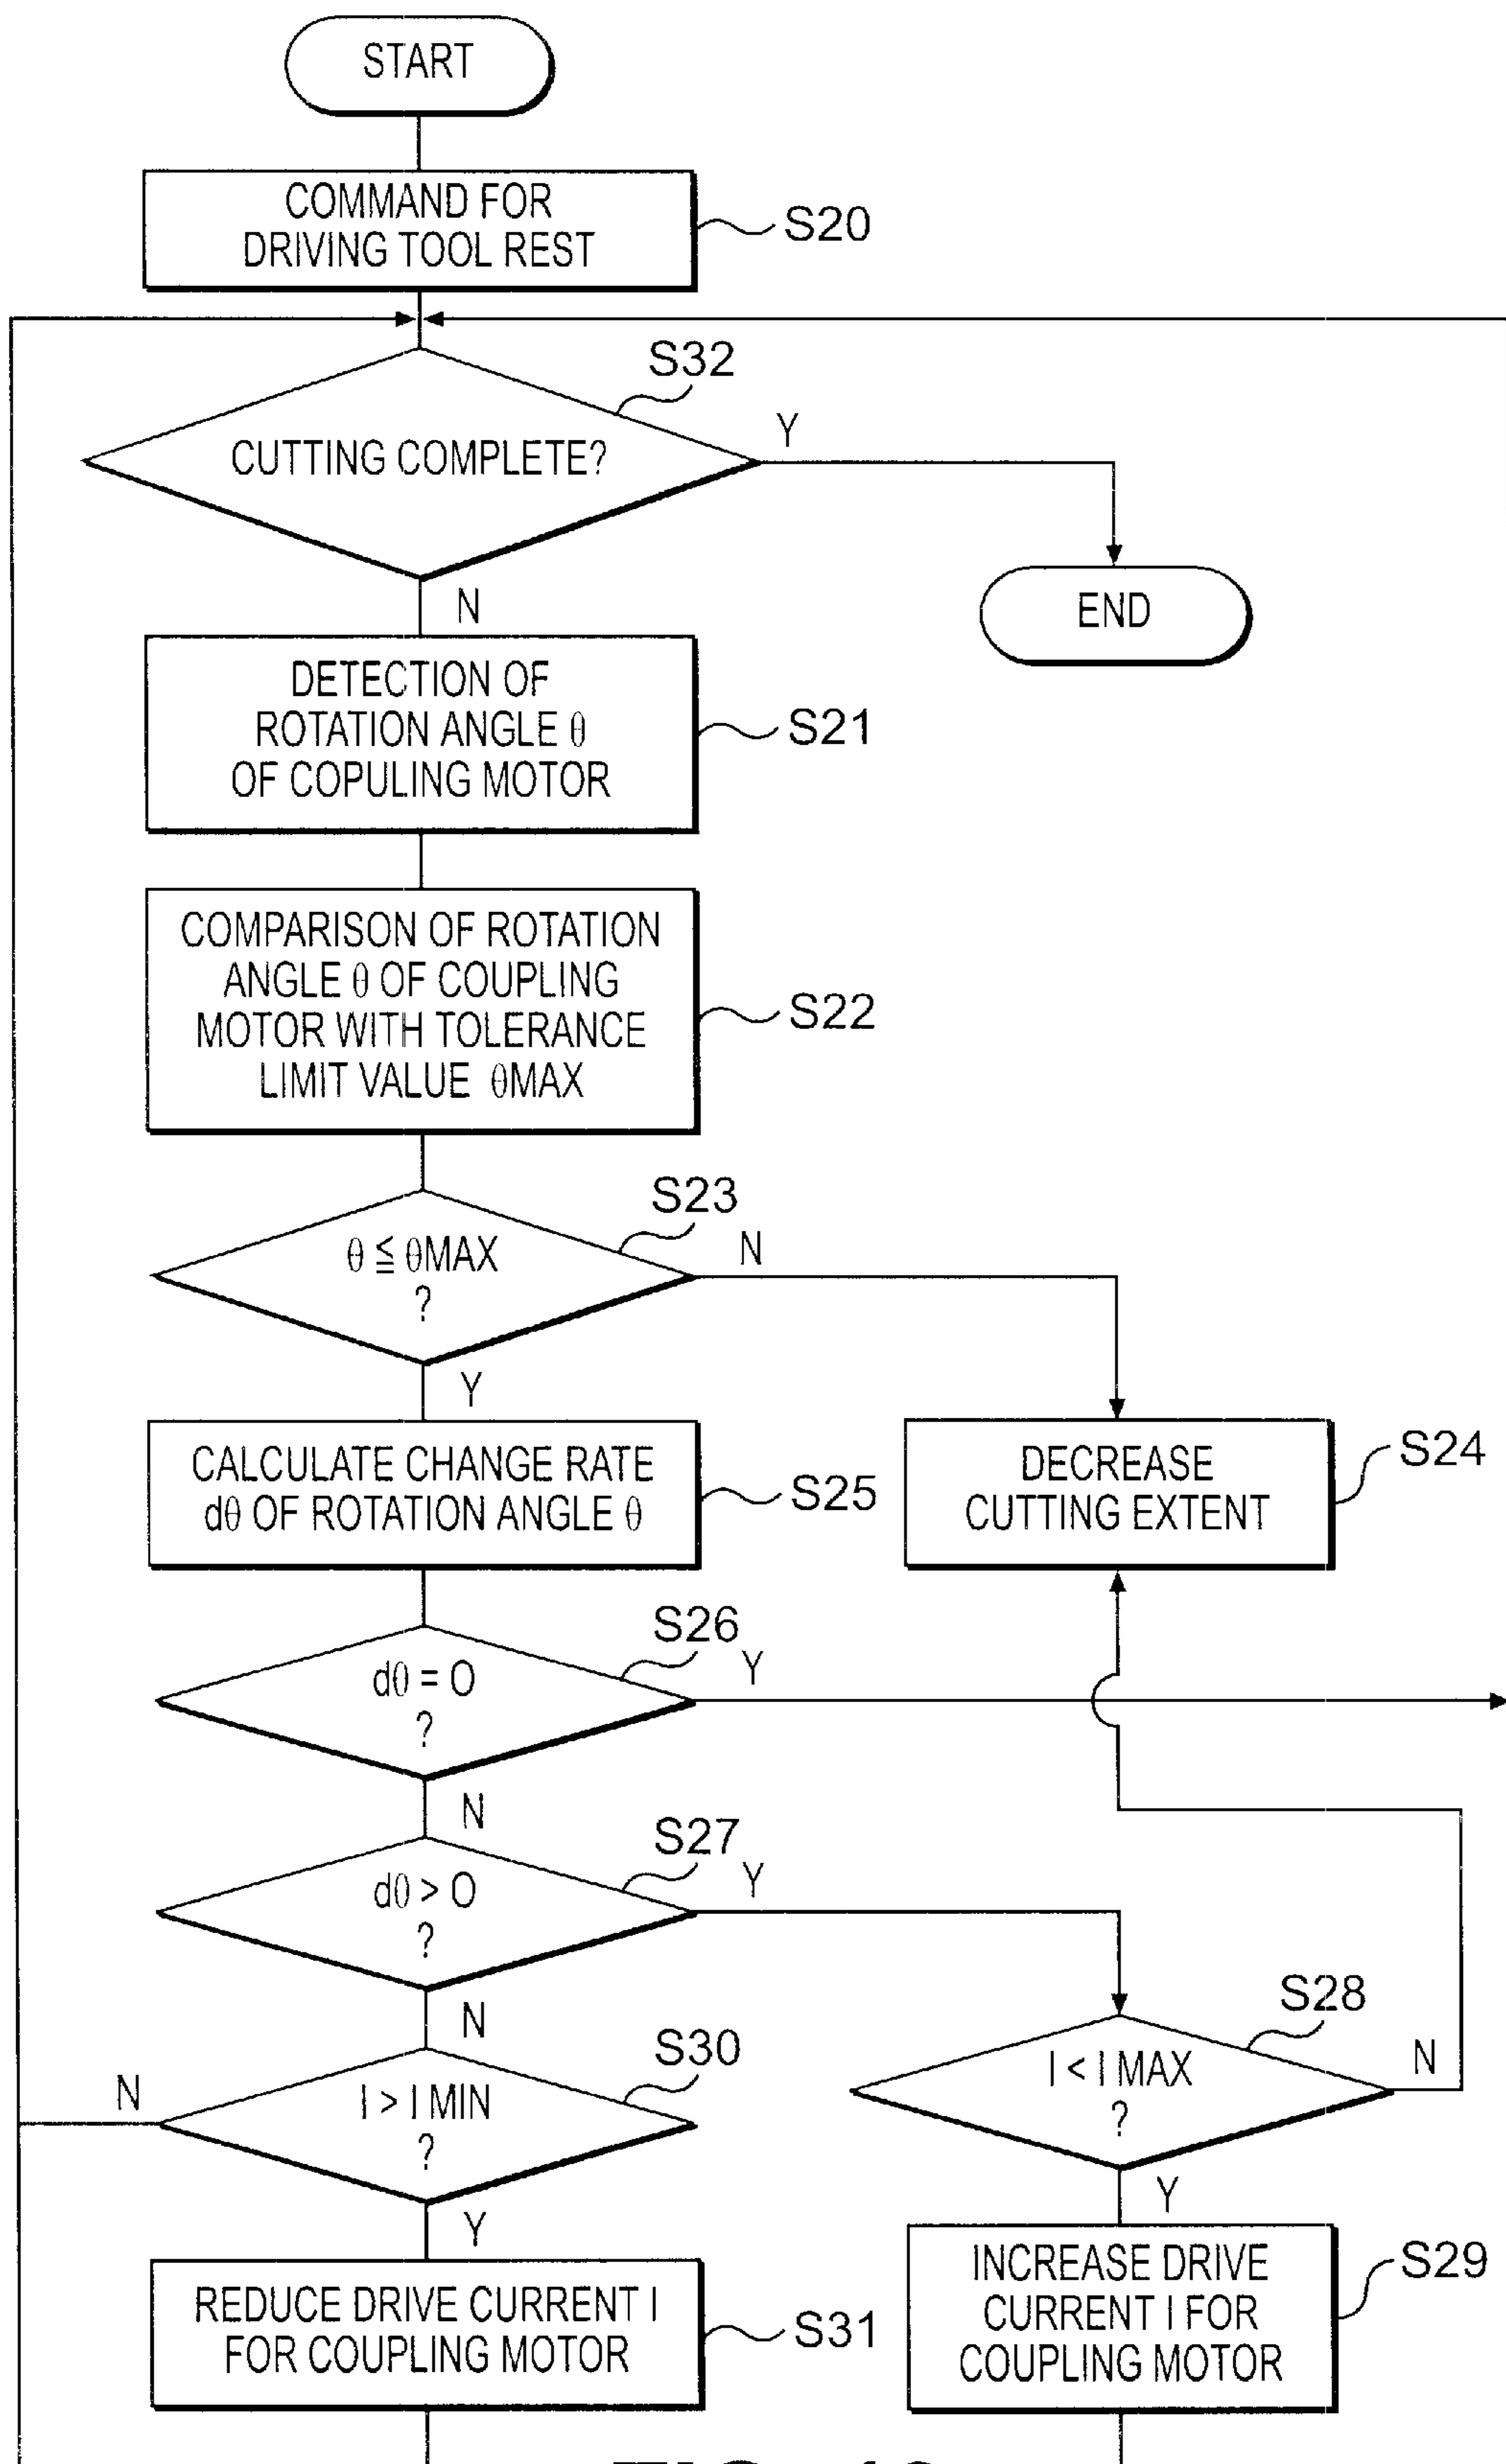 START
COMMAND FOR
DRIVING TOOL REST
S20
S32
CUTTING COMPLETE?
Y
N
END
DETECTION OF
ROTATION ANGLE θ
OF COPULING MOTOR
S21
COMPARISON OF ROTATION
ANGLE θ OF COUPLING
MOTOR WITH TOLERANCE
LIMIT VALUE θMAX
S22
S23
θ ≦ θMAX
?
N
Y
CALCULATE CHANGE RATE
dθ OF ROTATION ANGLE θ
S25
DECREASE
CUTTING EXTENT
S24
S26
dθ = O
?
Y
N
S27
dθ > O
?
Y
N
S30
I > I MIN
?
N
Y
S28
I < I MAX
?
N
Y
REDUCE DRIVE CURRENT I
FOR COUPLING MOTOR
S31
INCREASE DRIVE
CURRENT I FOR
COUPLING MOTOR
S29